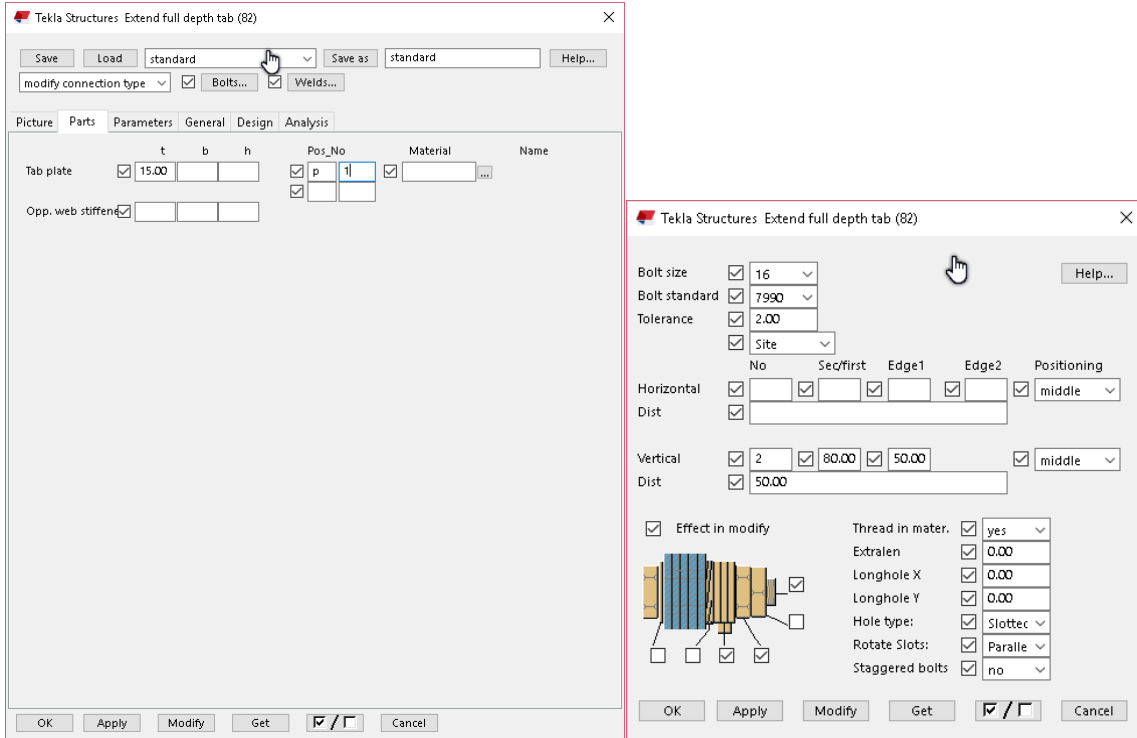 Tekla Structures  Extend full depth tab (82)
Save Load standard Save as standard Help...
modify connection type Bolts... Welds...
Picture Parts Parameters General Design Analysis
t b h Pos_No Material Name
Tab plate 15.00 p 1 ...
Opp. web stiffene
OK Apply Modify Get / Cancel
Tekla Structures  Extend full depth tab (82)
Bolt size 16 Help...
Bolt standard 7990
Tolerance 2.00
Site
No Sec/first Edge1 Edge2 Positioning
Horizontal middle
Dist
Vertical 2 80.00 50.00 middle
Dist 50.00
Effect in modify Thread in mater. yes
Extralen 0.00
Longhole X 0.00
Longhole Y 0.00
Hole type: Slottec
Rotate Slots: Paralle
Staggered bolts no
OK Apply Modify Get / Cancel